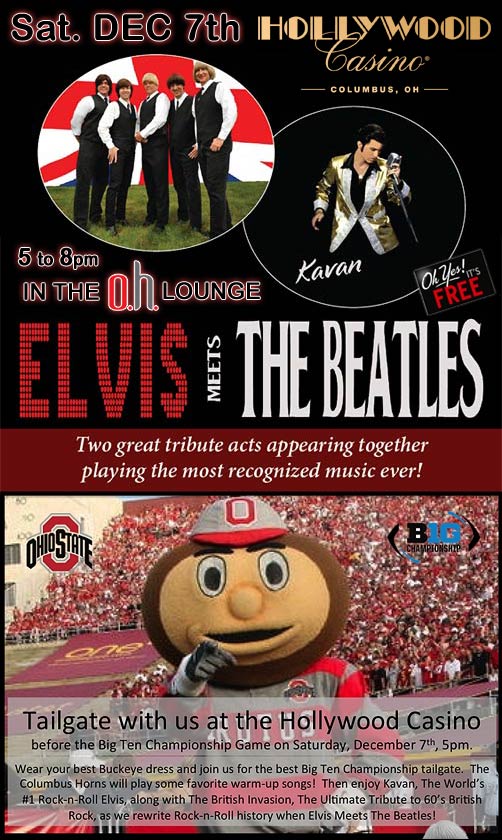 Sat. DEC 7th
HOLLYWOOD
Casino®
COLUMBUS, OH
Kavan
Oh Yes! IT'S
FREE
5 to 8pm
IN THE o.h. LOUNGE
ELVIS MEETS THE BEATLES
Two great tribute acts appearing together
playing the most recognized music ever!
O
OHIO STATE
B1G
CHAMPIONSHIP
one
Tailgate with us at the Hollywood Casino
before the Big Ten Championship Game on Saturday, December 7th, 5pm.
Wear your best Buckeye dress and join us for the best Big Ten Championship tailgate. The
Columbus Horns will play some favorite warm-up songs! Then enjoy Kavan, The World's
#1 Rock-n-Roll Elvis, along with The British Invasion, The Ultimate Tribute to 60's British
Rock, as we rewrite Rock-n-Roll history when Elvis Meets The Beatles!